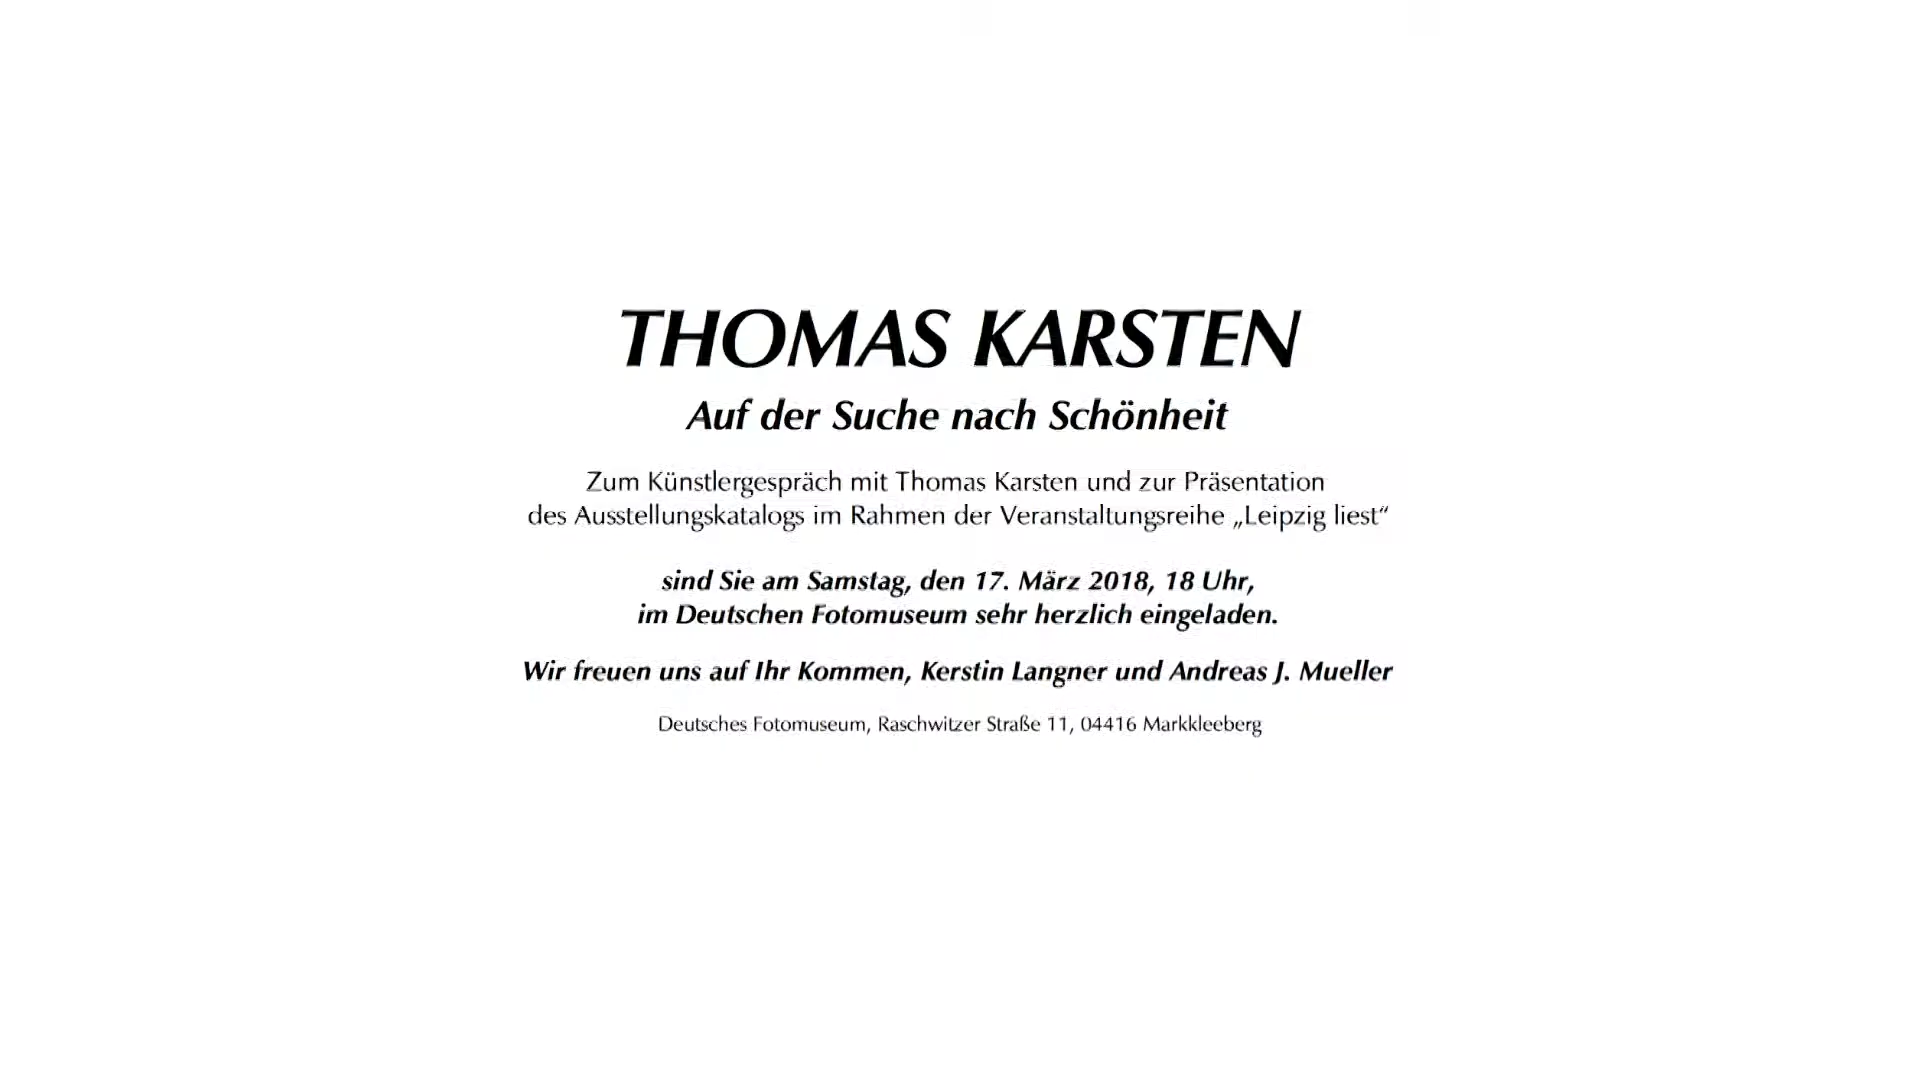 THOMAS KARSTEN
Auf der Suche nach Schönheit
Zum Künstlergespräch mit Thomas Karsten und zur Präsentation
des Ausstellungskatalogs im Rahmen der Veranstaltungsreihe „Leipzig liest“
sind Sie am Samstag, den 17. März 2018, 18 Uhr,
im Deutschen Fotomuseum sehr herzlich eingeladen.
Wir freuen uns auf Ihr Kommen, Kerstin Langner und Andreas J. Mueller
Deutsches Fotomuseum, Raschwitzer Straße 11, 04416 Markkleeberg